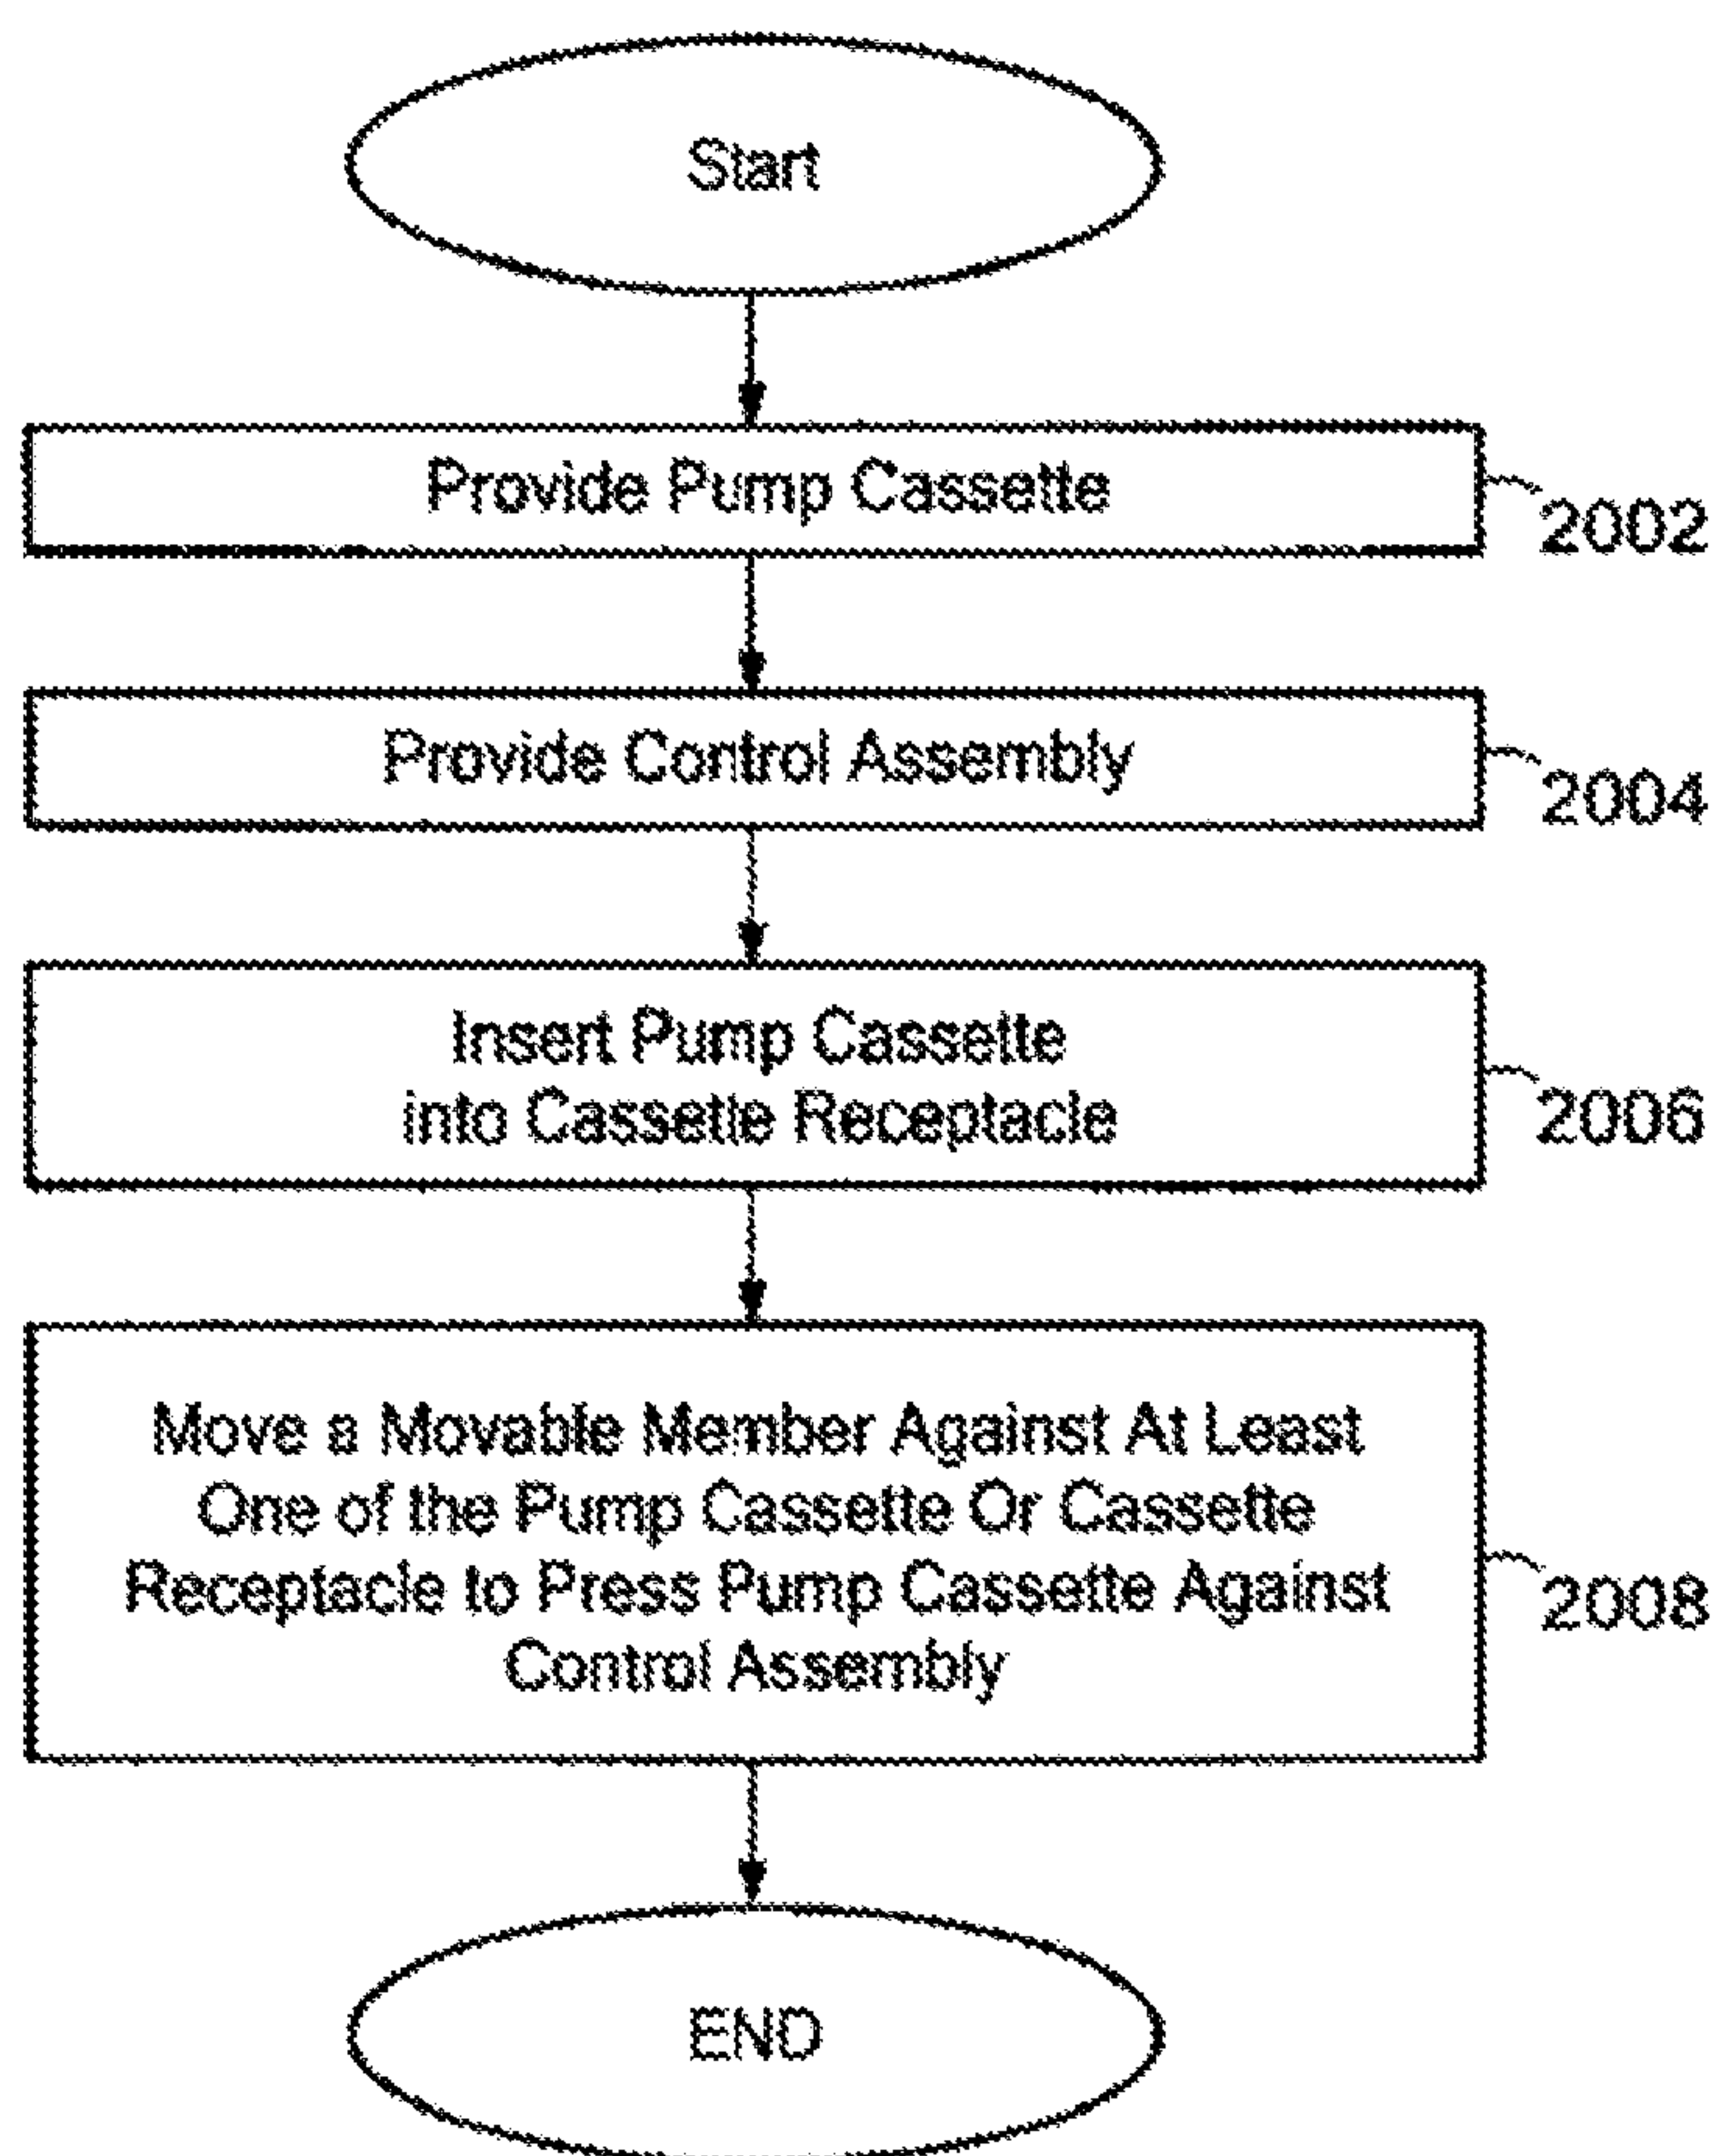 Start
Provide Pump Cassette
2002
Provide Control Assembly
2004
Insert Pump Cassette
into Cassette Receptacle
2006
Move a Movable Member Against At Least
One of the Pump Cassette Or Cassette
Receptacle to Press Pump Cassette Against
Control Assembly
2008
END